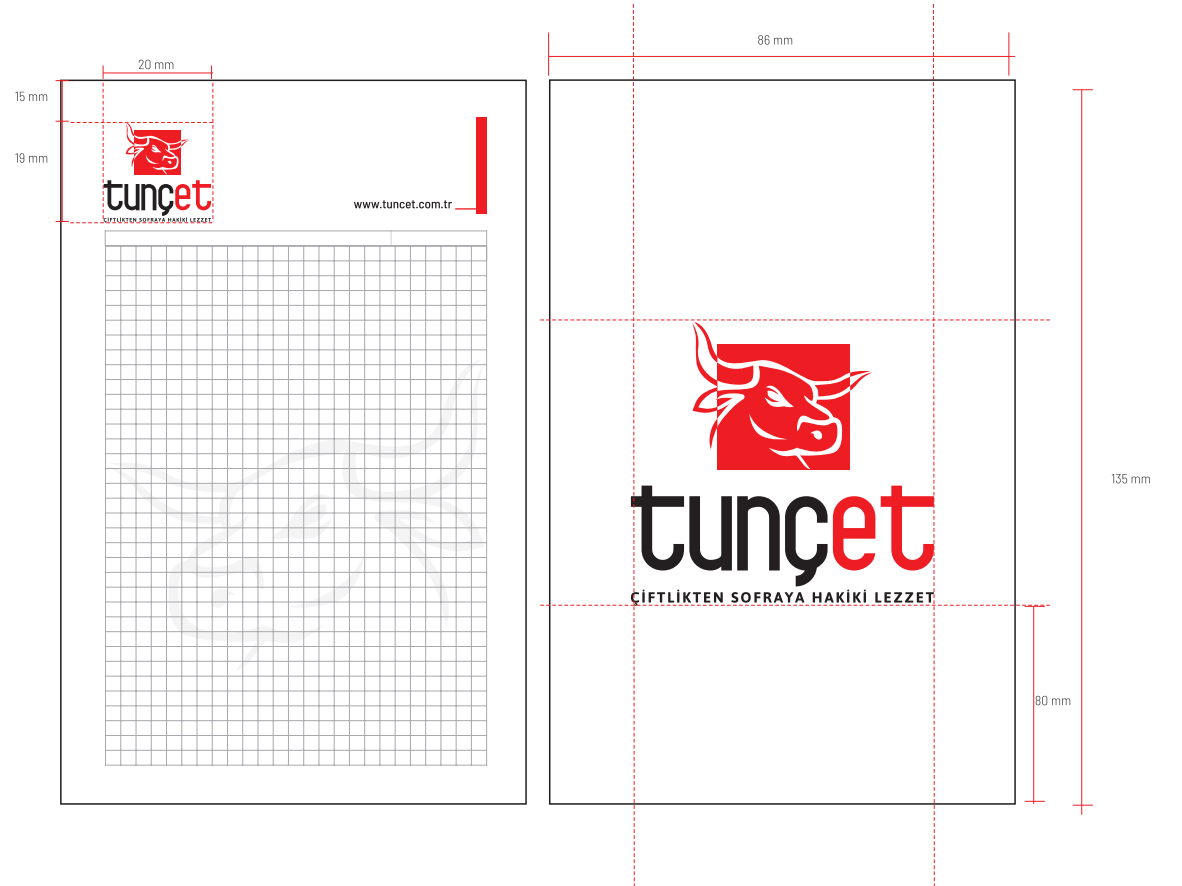 20 mm
15 mm
19 mm
tunçet
ÇİFTLİKTEN SOFRAYA HAKİKİ LEZZET
www.tuncet.com.tr
86 mm
tunçet
ÇİFTLİKTEN SOFRAYA HAKİKİ LEZZET
135 mm
80 mm